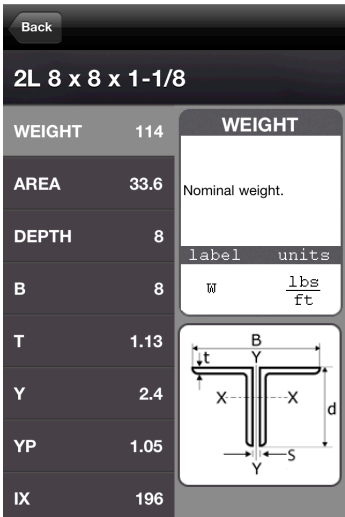 Back
2L 8 x 8 x 1-1/8
WEIGHT 114
AREA 33.6
DEPTH 8
B 8
T 1.13
Y 2.4
YP 1.05
IX 196
WEIGHT
Nominal weight.
label units
W lbs
ft
B
t Y
X X
d
S
Y